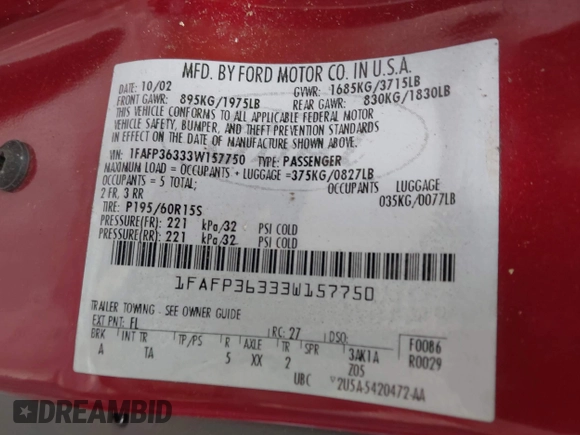 MFD. BY FORD MOTOR CO. IN U.S.A.
DATE: 10/02 GVWR: 1685KG/3715LB
FRONT GAWR: 895KG/1975LB REAR GAWR: 830KG/1830LB
THIS VEHICLE CONFORMS TO ALL APPLICABLE FEDERAL MOTOR
VEHICLE SAFETY, BUMPER, AND THEFT PREVENTION STANDARDS
IN EFFECT ON THE DATE OF MANUFACTURE SHOWN ABOVE.
VIN: 1FAFP36333W157750 TYPE: PASSENGER
MAXIMUM LOAD = OCCUPANTS + LUGGAGE =375KG/0827LB
OCCUPANTS = 5 TOTAL; OCCUPANTS LUGGAGE
2 FR, 3 RR 035KG/0077LB
TIRE: P195/60R15S
PRESSURE(FR): 221 kPa/32 PSI COLD
PRESSURE(RR): 221 kPa/32 PSI COLD
1FAFP36333W157750
TRAILER TOWING - SEE OWNER GUIDE
EXT PNT: FL RC: 27 DSO: F0086
BRK INT TR TP/PS R AXLE TR SPR R0029
A TA 5 XX 2 3AK1A
Z05
UBC 2U5A-5420472-AA
DREAMBID